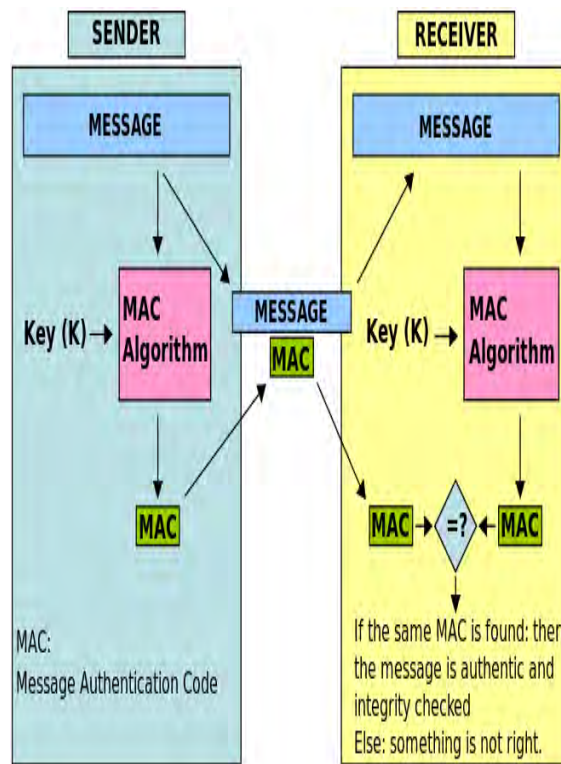 SENDER
MESSAGE
Key (K)
MAC
Algorithm
MAC
MAC:
Message Authentication Code
MESSAGE
MAC
RECEIVER
MESSAGE
Key (K)
MAC
Algorithm
MAC
=?
MAC
If the same MAC is found: then
the message is authentic and
integrity checked
Else: something is not right.